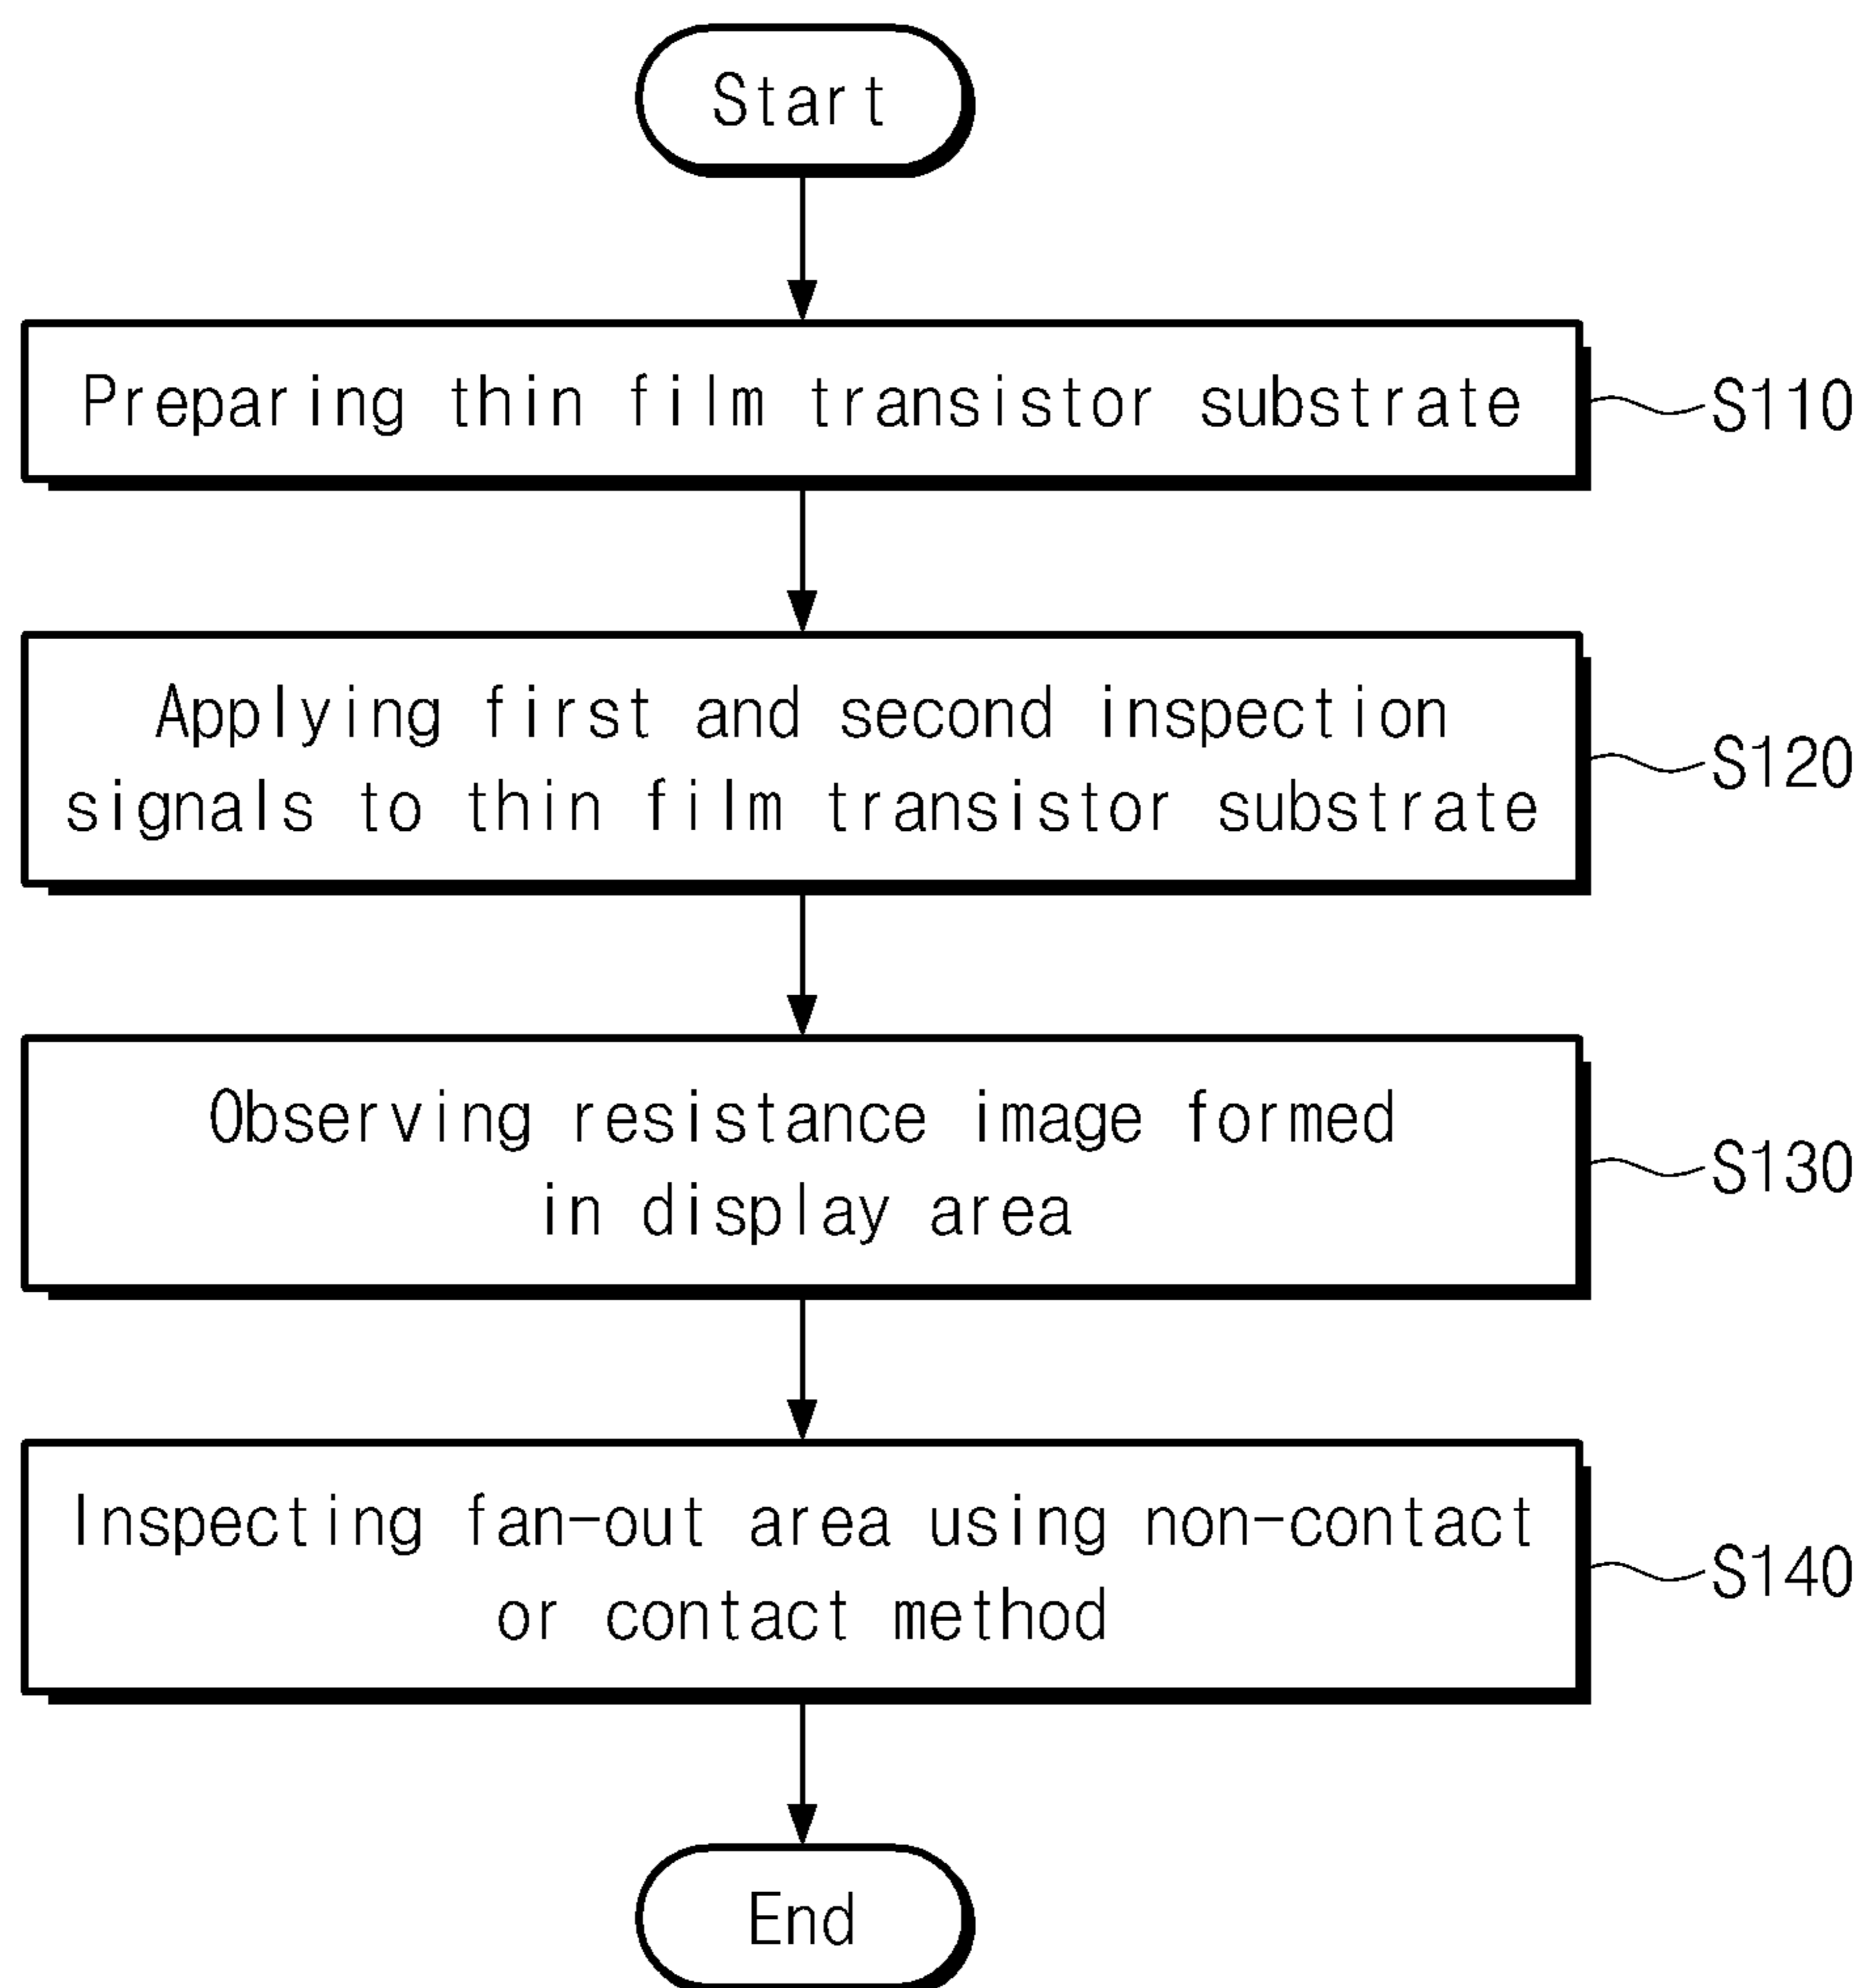 Start
Preparing thin film transistor substrate
S110
Applying first and second inspection
signals to thin film transistor substrate
S120
Observing resistance image formed
in display area
S130
Inspecting fan-out area using non-contact
or contact method
S140
End